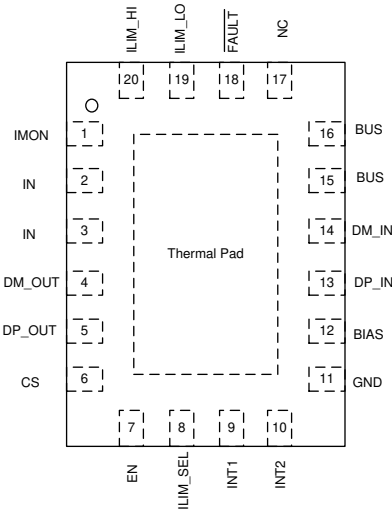 ILIM_HI
ILIM_LO
FAULT
NC
20
19
18
17
IMON
1
16
BUS
IN
2
15
BUS
IN
3
14
DM_IN
Thermal Pad
DM_OUT
4
13
DP_IN
DP_OUT
5
12
BIAS
CS
6
11
GND
7
8
9
10
EN
ILIM_SEL
INT1
INT2